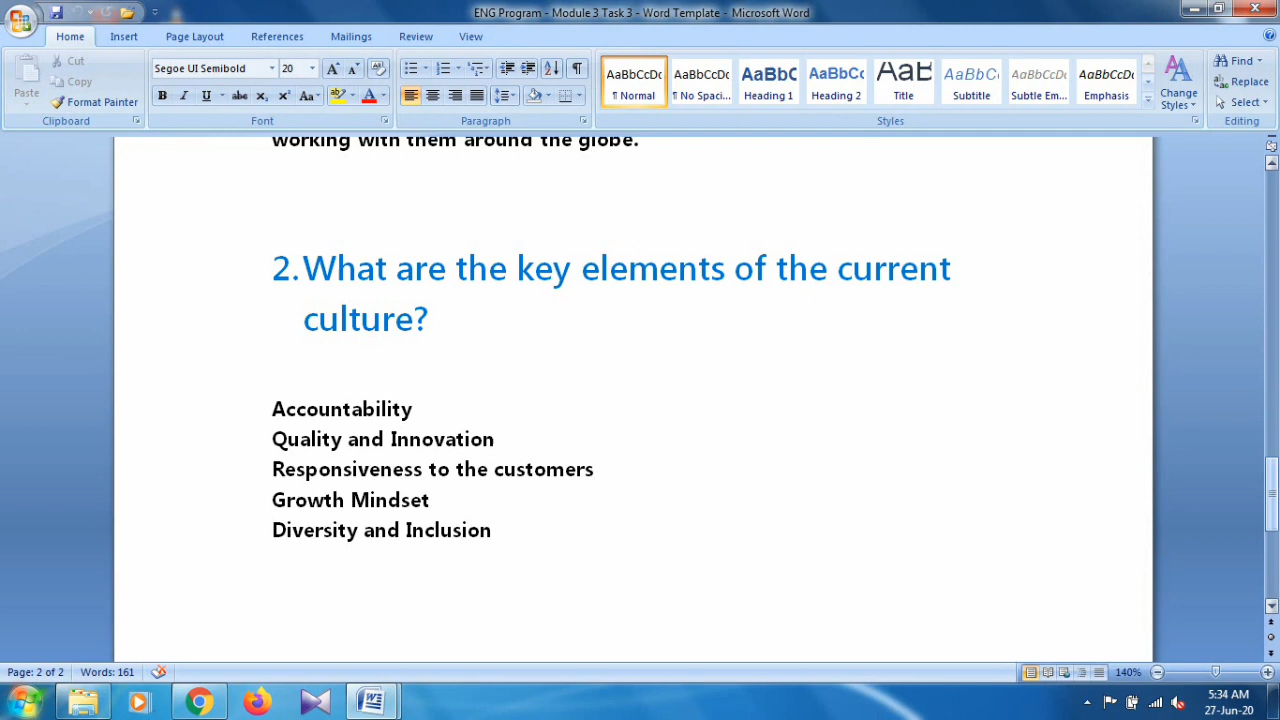 ENG Program - Module 3 Task 3 - Word Template - Microsoft Word
Home Insert Page Layout References Mailings Review View
Paste
Cut
Copy
Format Painter
Clipboard
Segoe UI Semibold 20
B I U abc x₂ x² Aa
Font
Paragraph
AaBbCcDc AaBbCcDc AaBbC AaBbCc AaB AaBbCc AaBbCcDc AaBbCcDc
¶ Normal ¶ No Spaci... Heading 1 Heading 2 Title Subtitle Subtle Em... Emphasis
Change Styles
Styles
Find
Replace
Select
Editing
working with them around the globe.
2. What are the key elements of the current
culture?
Accountability
Quality and Innovation
Responsiveness to the customers
Growth Mindset
Diversity and Inclusion
Page: 2 of 2 Words: 161 140%
5:34 AM
27-Jun-20